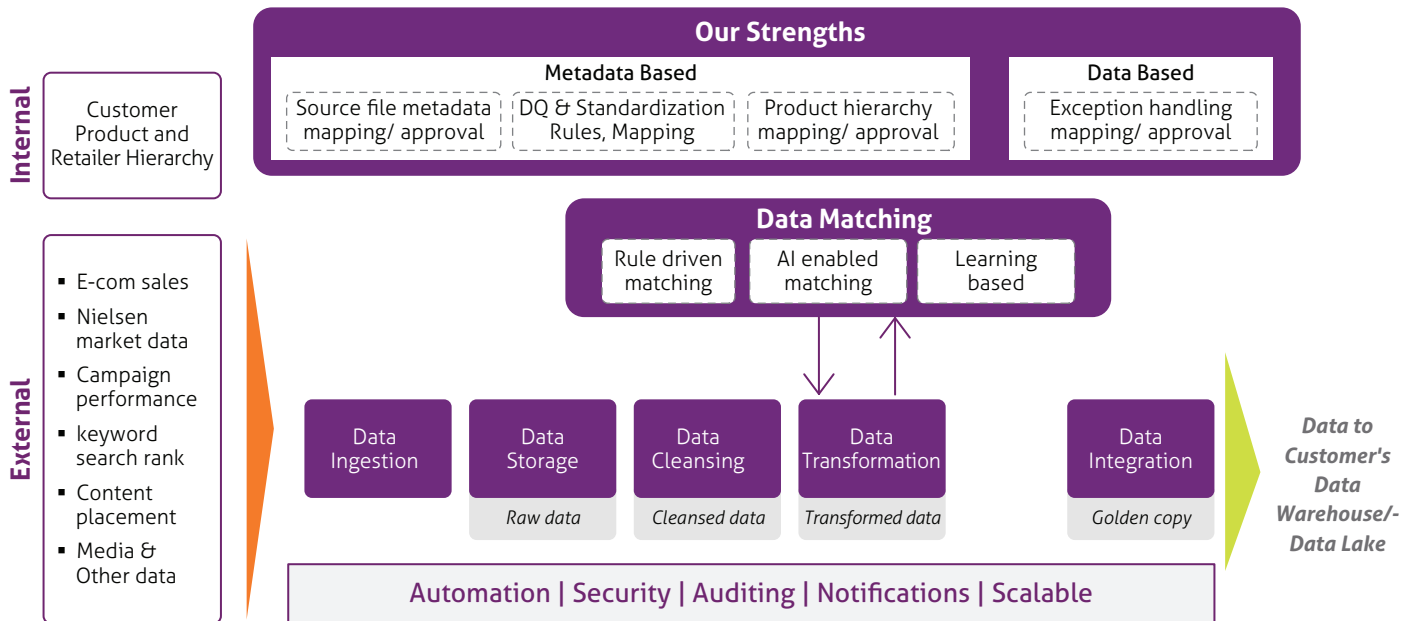 Our Strengths
Metadata Based
Source file metadata
mapping/ approval
DQ & Standardization
Rules, Mapping
Product hierarchy
mapping/ approval
Data Based
Exception handling
mapping/ approval
Internal
Customer
Product and
Retailer Hierarchy
Data Matching
Rule driven
matching
AI enabled
matching
Learning
based
External
▪ E-com sales
▪ Nielsen
market data
▪ Campaign
performance
▪ keyword
search rank
▪ Content
placement
▪ Media &
Other data
Data
Ingestion
Data
Storage
Raw data
Data
Cleansing
Cleansed data
Data
Transformation
Transformed data
Data
Integration
Golden copy
Data to
Customer's
Data
Warehouse/-
Data Lake
Automation | Security | Auditing | Notifications | Scalable